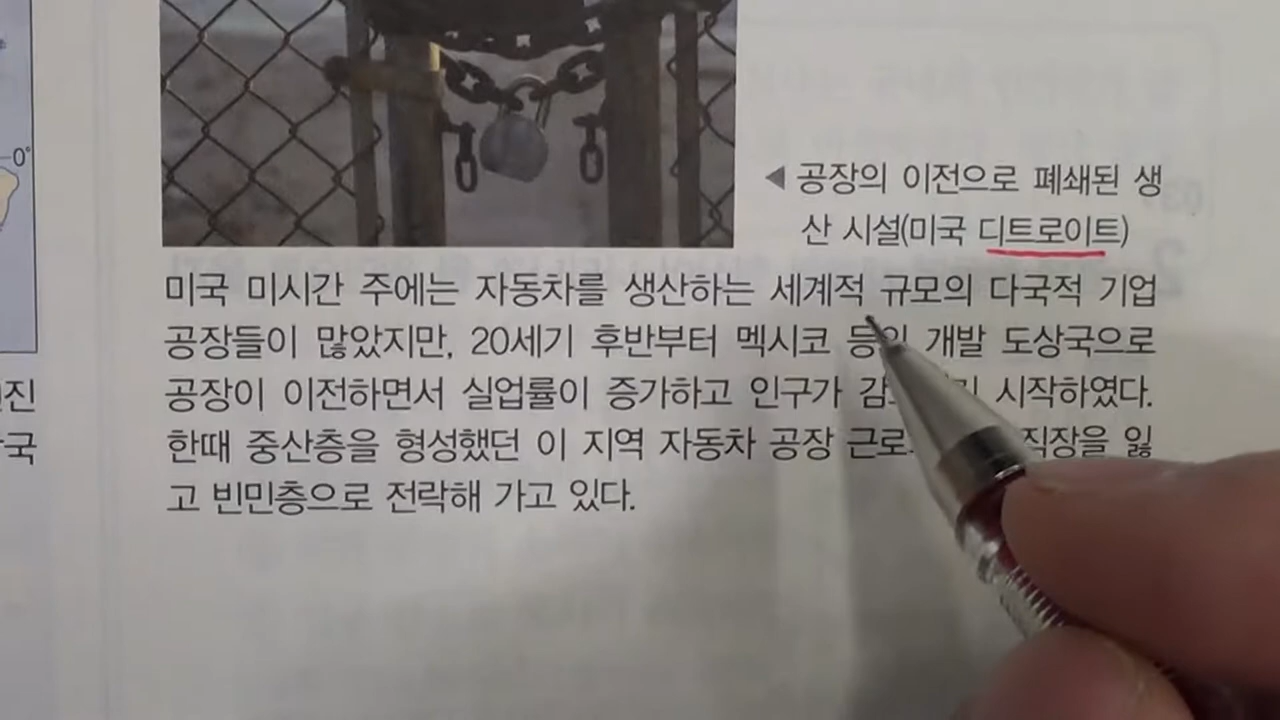 0°
◀ 공장의 이전으로 폐쇄된 생
산 시설(미국 디트로이트)
미국 미시간 주에는 자동차를 생산하는 세계적 규모의 다국적 기업
공장들이 많았지만, 20세기 후반부터 멕시코 등의 개발 도상국으로
공장이 이전하면서 실업률이 증가하고 인구가 시작하였다.
한때 중산층을 형성했던 이 지역 자동차 공장 직장을 잃
고 빈민층으로 전락해 가고 있다.
진
국